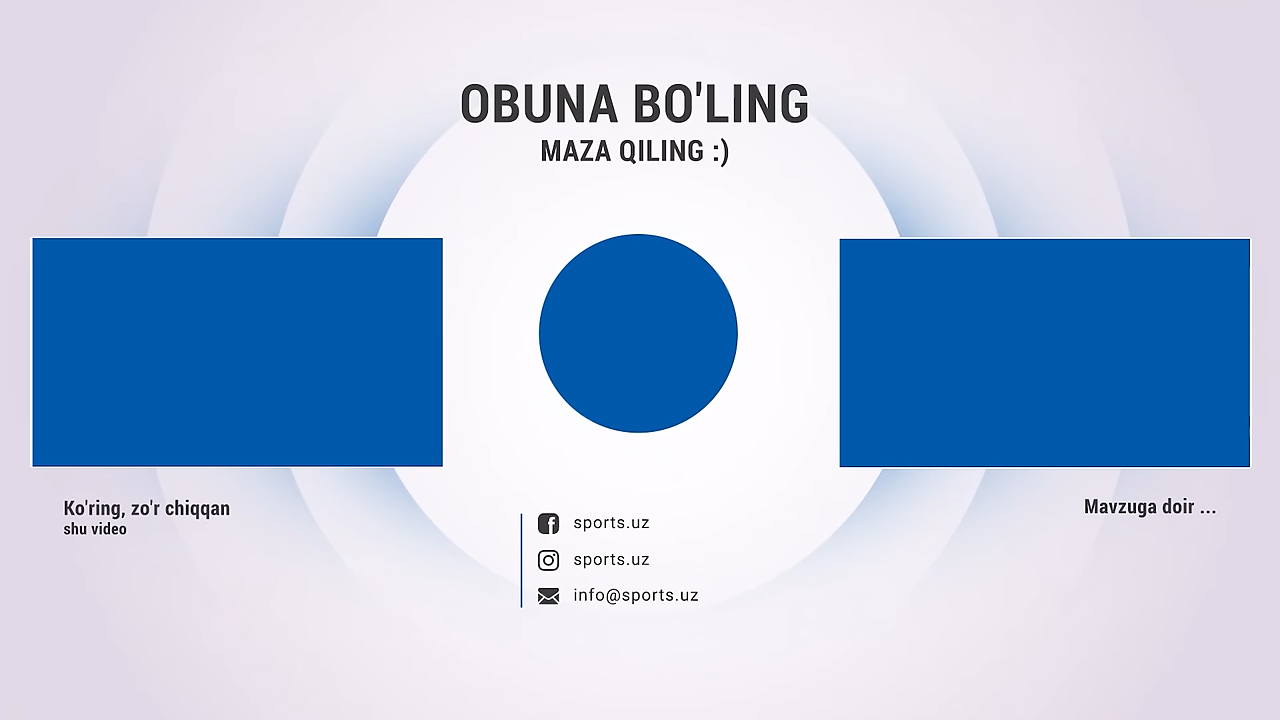 OBUNA BO'LING
MAZA QILING :)
Ko'ring, zo'r chiqqan
shu video
Mavzuga doir ...
sports.uz
sports.uz
info@sports.uz